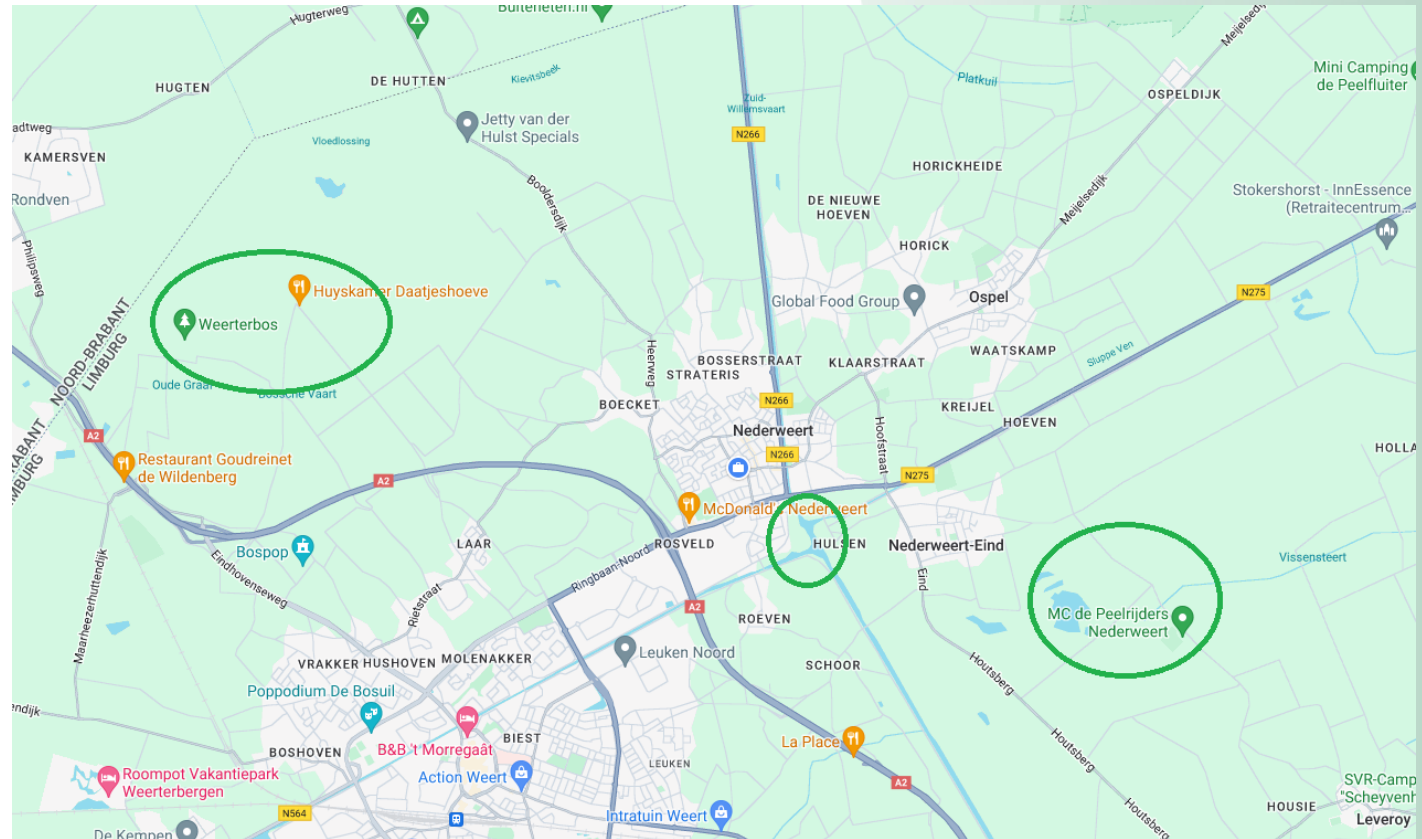 Hugterweg
Buiteneten.nl
Meijelsedijk
HUGTEN
DE HUTTEN
Kievitsbeek
Platkuil
OSPELDIJK
Mini Camping
de Peelfluiter
Zuid-
Willemsvaart
N266
adtweg
Jetty van der
Hulst Specials
Vloedlossing
KAMERSVEN
Rondven
HORICKHEIDE
Booldersdijk
DE NIEUWE
HOEVEN
Meijelsedijk
Stokershorst - InnEssence
(Retraitecentrum...
Philipsweg
HORICK
Huyskamer Daatjeshoeve
Global Food Group
Ospel
N275
Weerterbos
NOORD-BRABANT
LIMBURG
Heerweg
BOSSERSTRAAT
STRATERIS
KLAARSTRAAT
WAATSKAMP
Sluppe Ven
Oude Graaf
Bossche Vaart
BOECKET
N266
KREIJEL
HOEVEN
Nederweert
Hoofstraat
RABANT
MBURG
A2
N266
HOLLA
Restaurant Goudreinet
de Wildenberg
A2
N275
McDonald's Nederweert
Bospop
LAAR
ROSVELD
HULSEN
Nederweert-Eind
Vissensteert
Ringbaan-Noord
Eindhovenseweg
Rietstraat
Eind
Maarheezerhuttendijk
A2
ROEVEN
MC de Peelrijders
Nederweert
Leuken Noord
VRAKKER
HUSHOVEN
MOLENAKKER
SCHOOR
Houtsberg
Poppodium De Bosuil
endijk
BIEST
B&B 't Morregaât
BOSHOVEN
La Place
Houtsberg
LEUKEN
Roompot Vakantiepark
Weerterbergen
Action Weert
A2
SVR-Camp
"Scheyvenh
N564
Intratuin Weert
Houtsberg
HOUSIE
Leveroy
De Kempen